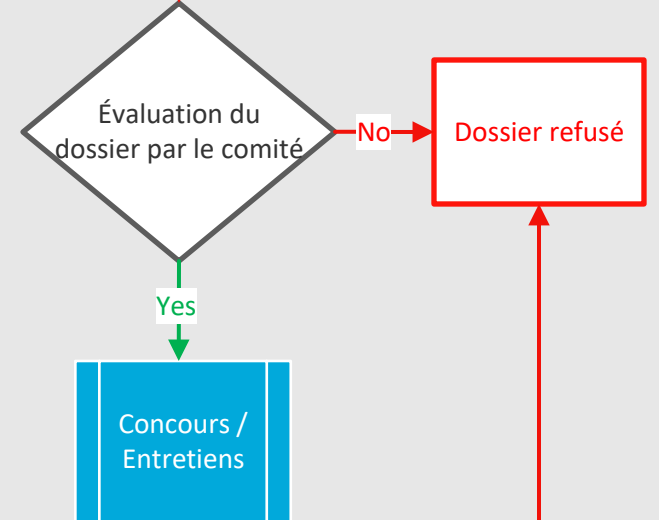 Évaluation du
dossier par le comité
No
Dossier refusé
Yes
Concours /
Entretiens